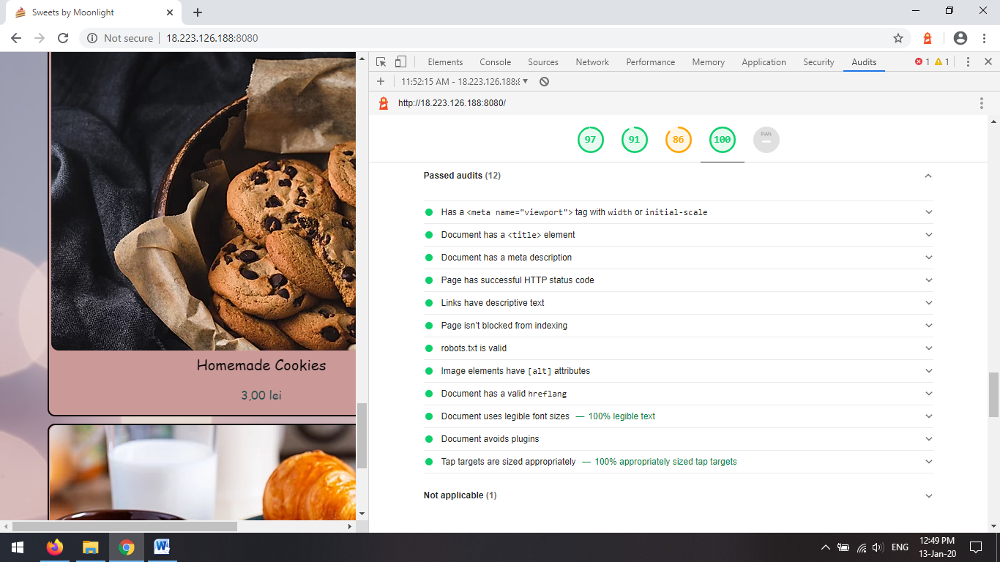 Sweets by Moonlight
Not secure
18.223.126.188:8080
Elements Console Sources Network Performance Memory Application Security Audits 1 1
11:52:15 AM - 18.223.126.188:8
http://18.223.126.188:8080/
97 91 86 100 PWA
Passed audits (12)
Has a <meta name="viewport"> tag with width or initial-scale
Document has a <title> element
Document has a meta description
Page has successful HTTP status code
Links have descriptive text
Page isn't blocked from indexing
robots.txt is valid
Image elements have [alt] attributes
Document has a valid hreflang
Document uses legible font sizes — 100% legible text
Document avoids plugins
Tap targets are sized appropriately — 100% appropriately sized tap targets
Not applicable (1)
Homemade Cookies
3,00 lei
ENG
12:49 PM
13-Jan-20